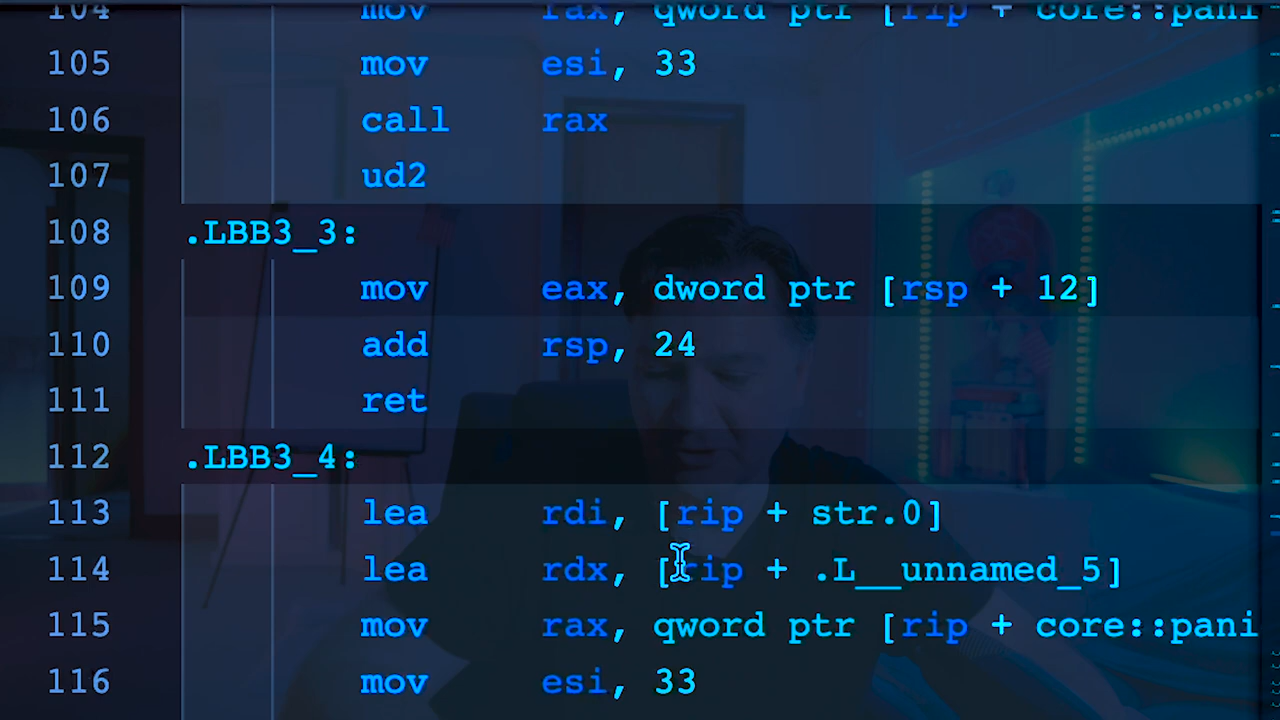 104 mov rax, qword ptr [rip + core::pani
105 mov esi, 33
106 call rax
107 ud2
108 .LBB3_3:
109 mov eax, dword ptr [rsp + 12]
110 add rsp, 24
111 ret
112 .LBB3_4:
113 lea rdi, [rip + str.0]
114 lea rdx, [rip + .L__unnamed_5]
115 mov rax, qword ptr [rip + core::pani
116 mov esi, 33